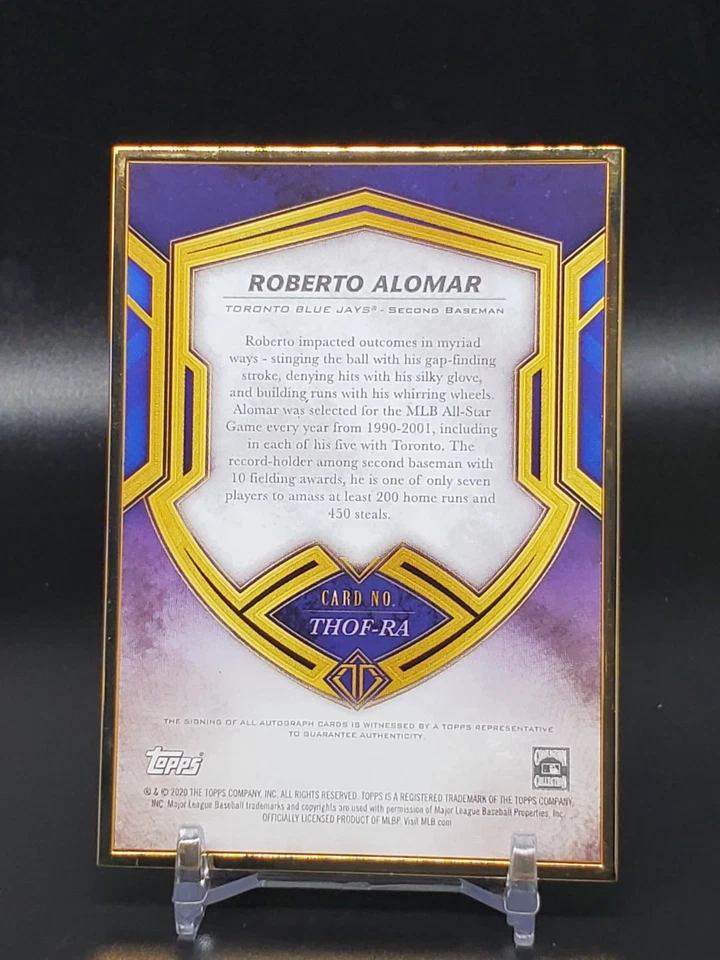 ROBERTO ALOMAR
TORONTO BLUE JAYS® - SECOND BASEMAN
Roberto impacted outcomes in myriad
ways - stinging the ball with his gap-finding
stroke, denying hits with his silky glove,
and building runs with his whirring wheels.
Alomar was selected for the MLB All-Star
Game every year from 1990-2001, including
in each of his five with Toronto. The
record-holder among second baseman with
10 fielding awards, he is one of only seven
players to amass at least 200 home runs and
450 steals.
CARD NO.
THOF-RA
THE SIGNING OF ALL AUTOGRAPH CARDS IS WITNESSED BY A TOPPS REPRESENTATIVE
TO GUARANTEE AUTHENTICITY.
Topps®
COOPERSTOWN
COLLECTION
® & © 2020 THE TOPPS COMPANY, INC. ALL RIGHTS RESERVED. TOPPS IS A REGISTERED TRADEMARK OF THE TOPPS COMPANY,
INC. Major League Baseball trademarks and copyrights are used with permission of Major League Baseball Properties, Inc.
OFFICIALLY LICENSED PRODUCT OF MLBP. Visit MLB.com